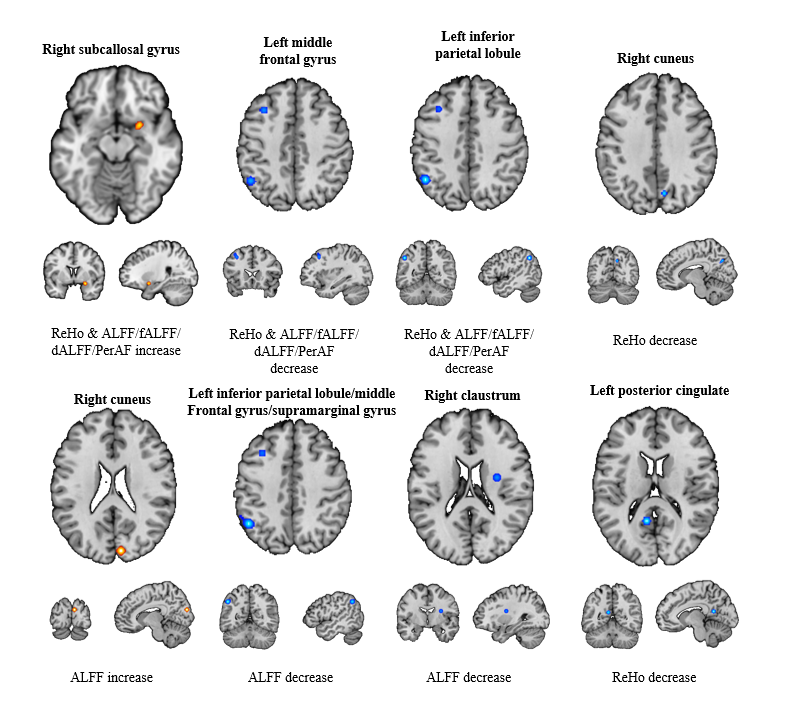 Right subcallosal gyrus
Left middle
frontal gyrus
Left inferior
parietal lobule
Right cuneus
ReHo & ALFF/fALFF/
dALFF/PerAF increase
ReHo & ALFF/fALFF/
dALFF/PerAF
decrease
ReHo & ALFF/fALFF/
dALFF/PerAF
decrease
ReHo decrease
Right cuneus
Left inferior parietal lobule/middle
Frontal gyrus/supramarginal gyrus
Right claustrum
Left posterior cingulate
ALFF increase
ALFF decrease
ALFF decrease
ReHo decrease